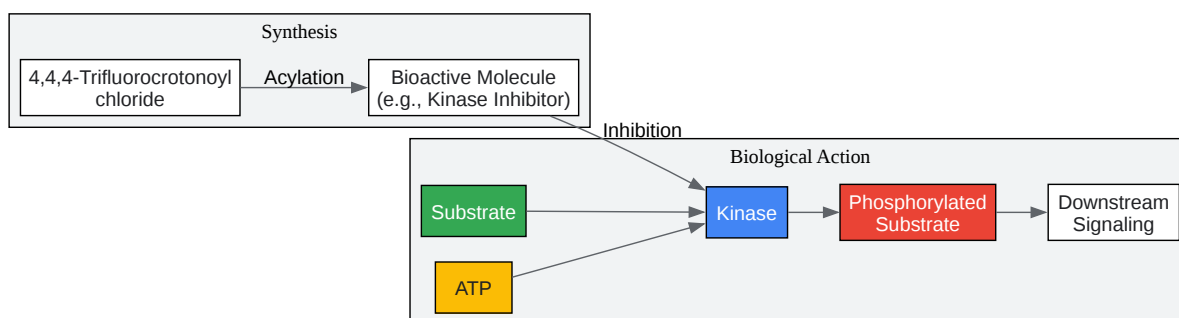 Synthesis
4,4,4-Trifluorocrotonoyl
chloride
Acylation
Bioactive Molecule
(e.g., Kinase Inhibitor)
Inhibition
Biological Action
Substrate
ATP
Kinase
Phosphorylated
Substrate
Downstream
Signaling